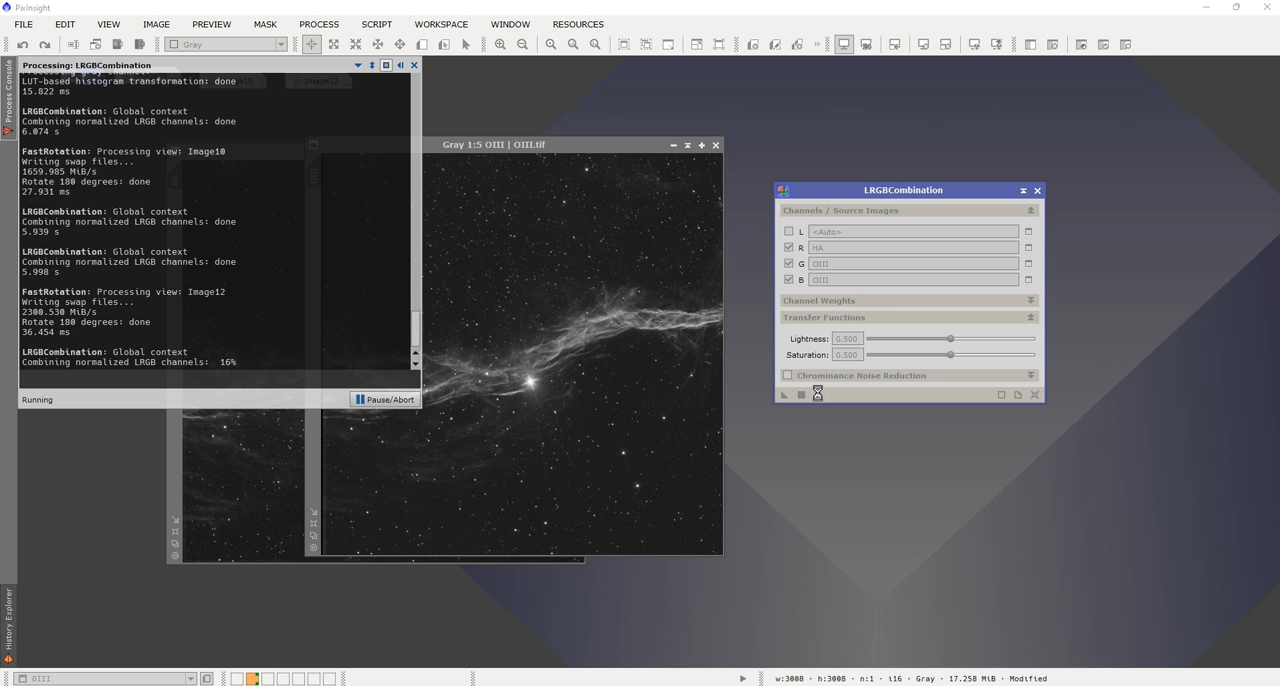 PixInsight
FILE EDIT VIEW IMAGE PREVIEW MASK PROCESS SCRIPT WORKSPACE WINDOW RESOURCES
Gray
Process Console
Processing: LRGBCombination
Processing gray channel:
LUT-based histogram transformation: done
15.822 ms
LRGBCombination: Global context
Combining normalized LRGB channels: done
6.074 s
FastRotation: Processing view: Image10
Writing swap files...
1659.985 MiB/s
Rotate 180 degrees: done
27.931 ms
LRGBCombination: Global context
Combining normalized LRGB channels: done
5.939 s
LRGBCombination: Global context
Combining normalized LRGB channels: done
5.998 s
FastRotation: Processing view: Image12
Writing swap files...
2300.530 MiB/s
Rotate 180 degrees: done
36.454 ms
LRGBCombination: Global context
Combining normalized LRGB channels: 16%
Running
Pause/Abort
Image12
Gray 1:5 OIII | OIII.tif
OIII
LRGBCombination
Channels / Source Images
L <Auto>
R HA
G OIII
B OIII
Channel Weights
Transfer Functions
Lightness: 0.500
Saturation: 0.500
Chrominance Noise Reduction
History Explorer
OIII
w:3008 · h:3008 · n:1 · i16 · Gray · 17.258 MiB · Modified